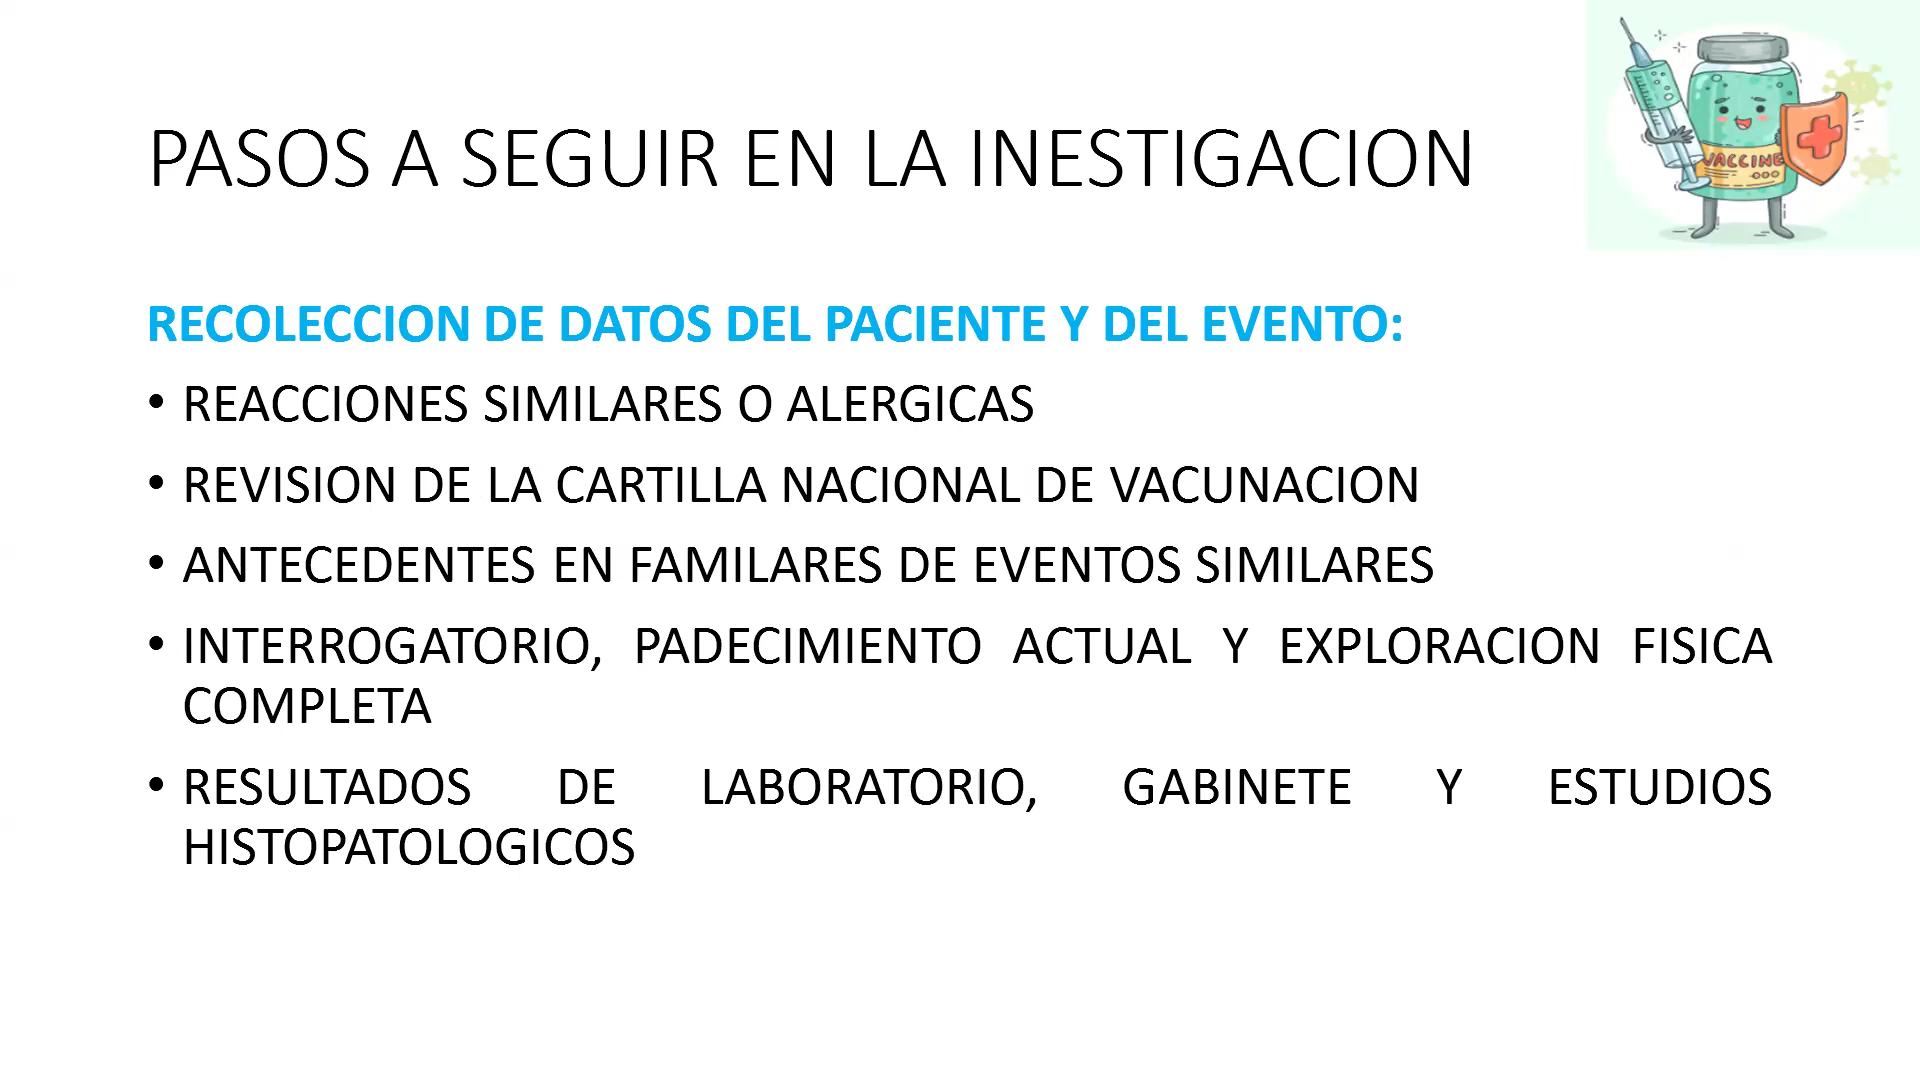 PASOS A SEGUIR EN LA INESTIGACION
VACCINE
RECOLECCION DE DATOS DEL PACIENTE Y DEL EVENTO:
• REACCIONES SIMILARES O ALERGICAS
• REVISION DE LA CARTILLA NACIONAL DE VACUNACION
• ANTECEDENTES EN FAMILARES DE EVENTOS SIMILARES
• INTERROGATORIO, PADECIMIENTO ACTUAL Y EXPLORACION FISICA
COMPLETA
• RESULTADOS DE LABORATORIO, GABINETE Y ESTUDIOS
HISTOPATOLOGICOS